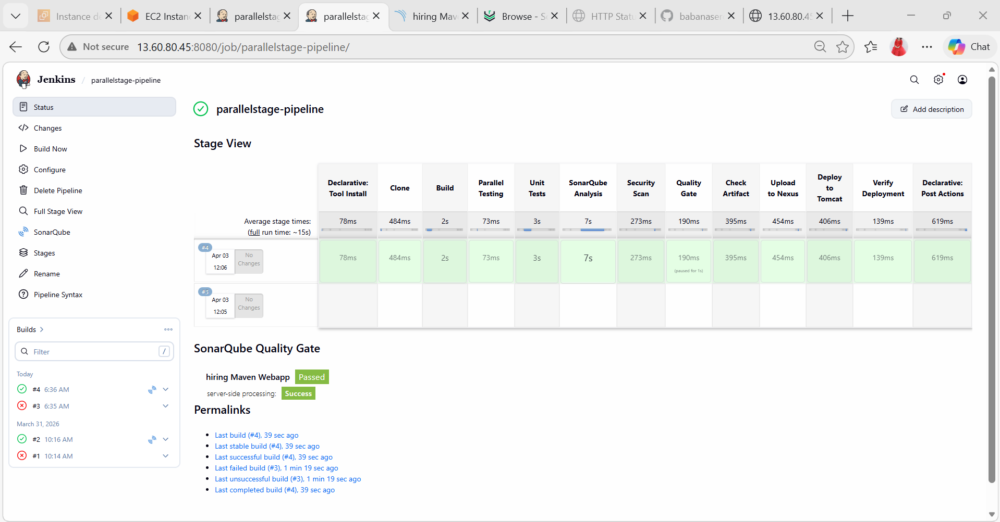 Instance de
EC2 Instan
parallelstag
parallelstag
hiring Mav
Browse - S
HTTP Statu
babanasen
13.60.80.45
Not secure
13.60.80.45:8080/job/parallelstage-pipeline/
Chat
Jenkins / parallelstage-pipeline
Status
Changes
Build Now
Configure
Delete Pipeline
Full Stage View
SonarQube
Stages
Rename
Pipeline Syntax
Builds
Filter /
Today
#4 6:36 AM
#3 6:35 AM
March 31, 2026
#2 10:16 AM
#1 10:14 AM
parallelstage-pipeline
Add description
Stage View
Declarative: Tool Install
Clone
Build
Parallel Testing
Unit Tests
SonarQube Analysis
Security Scan
Quality Gate
Check Artifact
Upload to Nexus
Deploy to Tomcat
Verify Deployment
Declarative: Post Actions
Average stage times:
(full run time: ~15s)
78ms 484ms 2s 73ms 3s 7s 273ms 190ms 395ms 454ms 406ms 139ms 619ms
#4
Apr 03
12:06
No Changes
78ms 484ms 2s 73ms 3s 7s 273ms 190ms 395ms 454ms 406ms 139ms 619ms
(paused for 1s)
#3
Apr 03
12:05
No Changes
SonarQube Quality Gate
hiring Maven Webapp Passed
server-side processing: Success
Permalinks
Last build (#4), 39 sec ago
Last stable build (#4), 39 sec ago
Last successful build (#4), 39 sec ago
Last failed build (#3), 1 min 19 sec ago
Last unsuccessful build (#3), 1 min 19 sec ago
Last completed build (#4), 39 sec ago